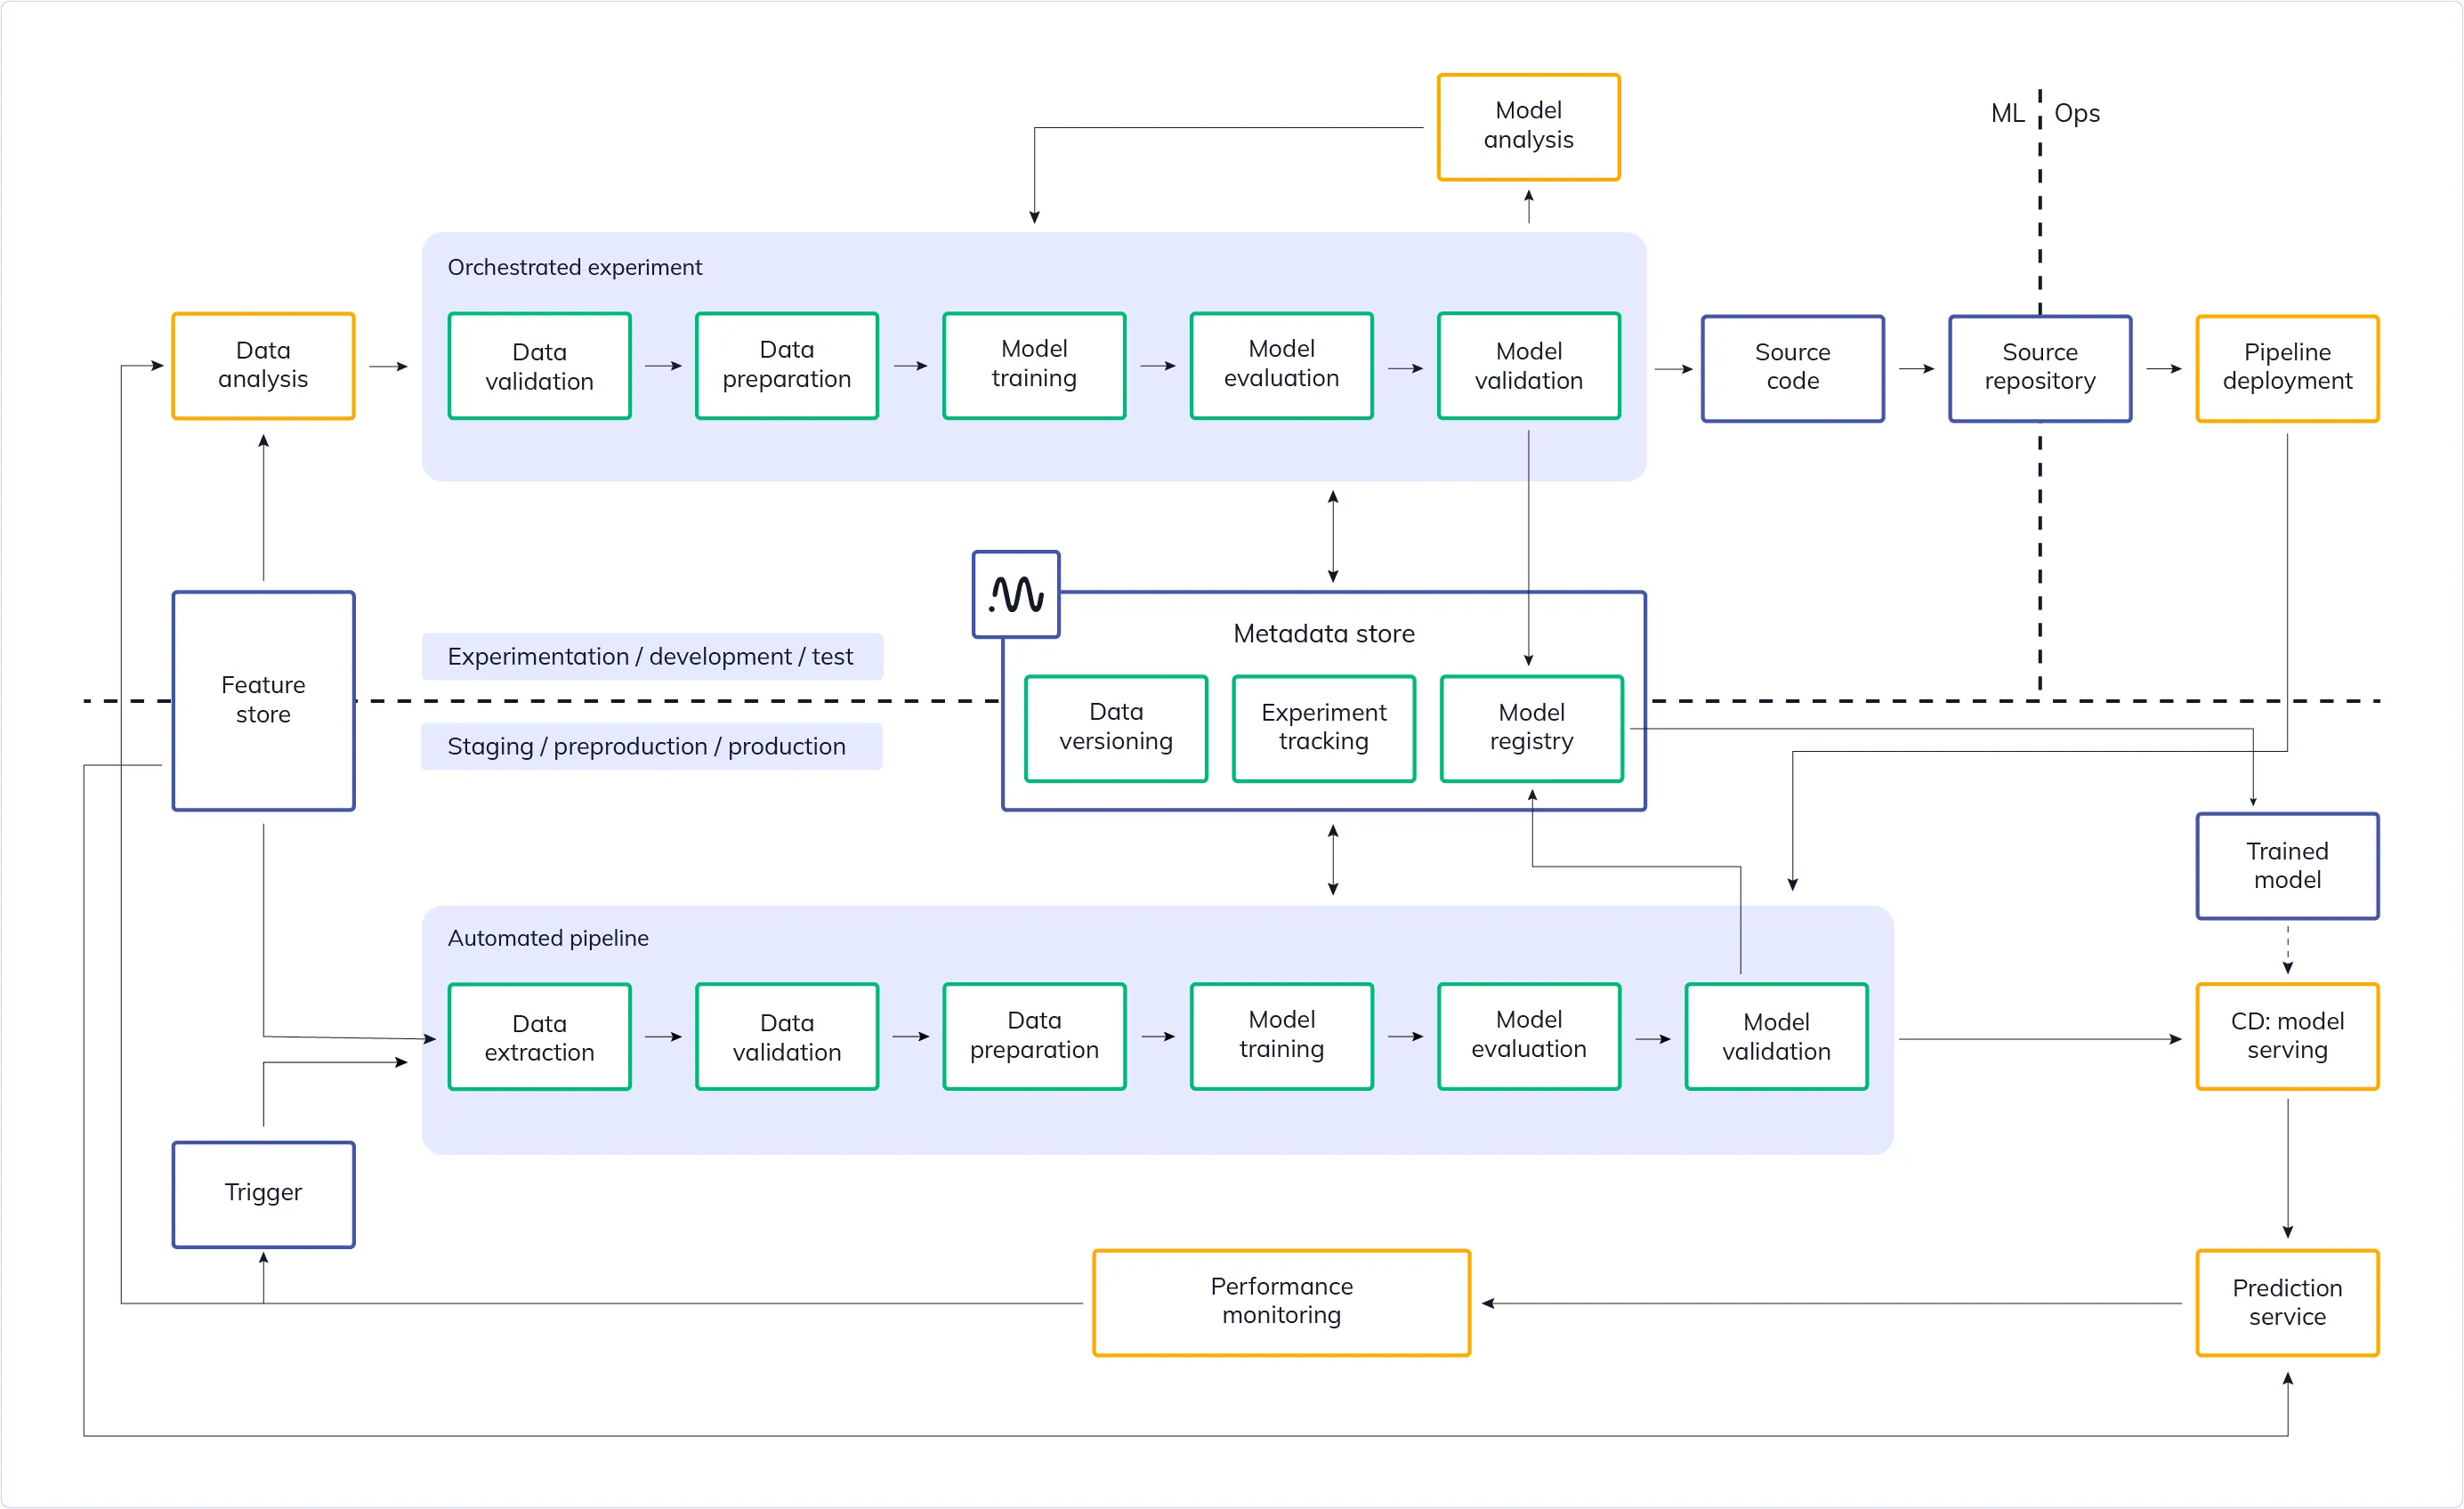 Model
analysis
ML
Ops
Orchestrated experiment
Data
analysis
Data
validation
Data
preparation
Model
training
Model
evaluation
Model
validation
Source
code
Source
repository
Pipeline
deployment
Feature
store
Experimentation / development / test
Staging / preproduction / production
Metadata store
Data
versioning
Experiment
tracking
Model
registry
Trained
model
Automated pipeline
Data
extraction
Data
validation
Data
preparation
Model
training
Model
evaluation
Model
validation
CD: model
serving
Trigger
Performance
monitoring
Prediction
service